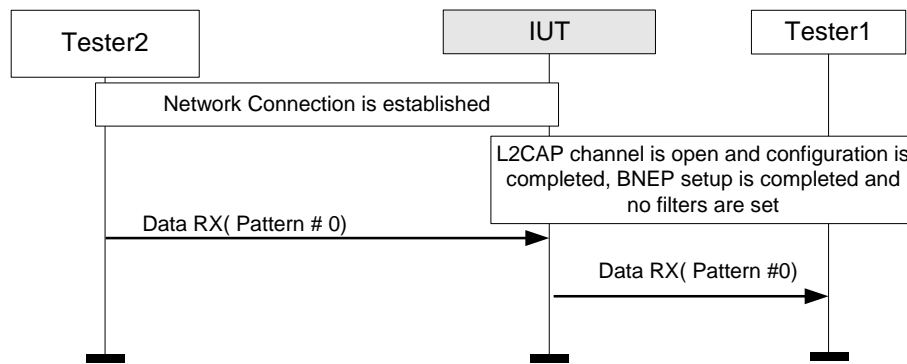 Tester2
IUT
Tester1
Network Connection is established
L2CAP channel is open and configuration is
completed, BNEP setup is completed and
no filters are set
Data RX( Pattern # 0)
Data RX( Pattern #0)